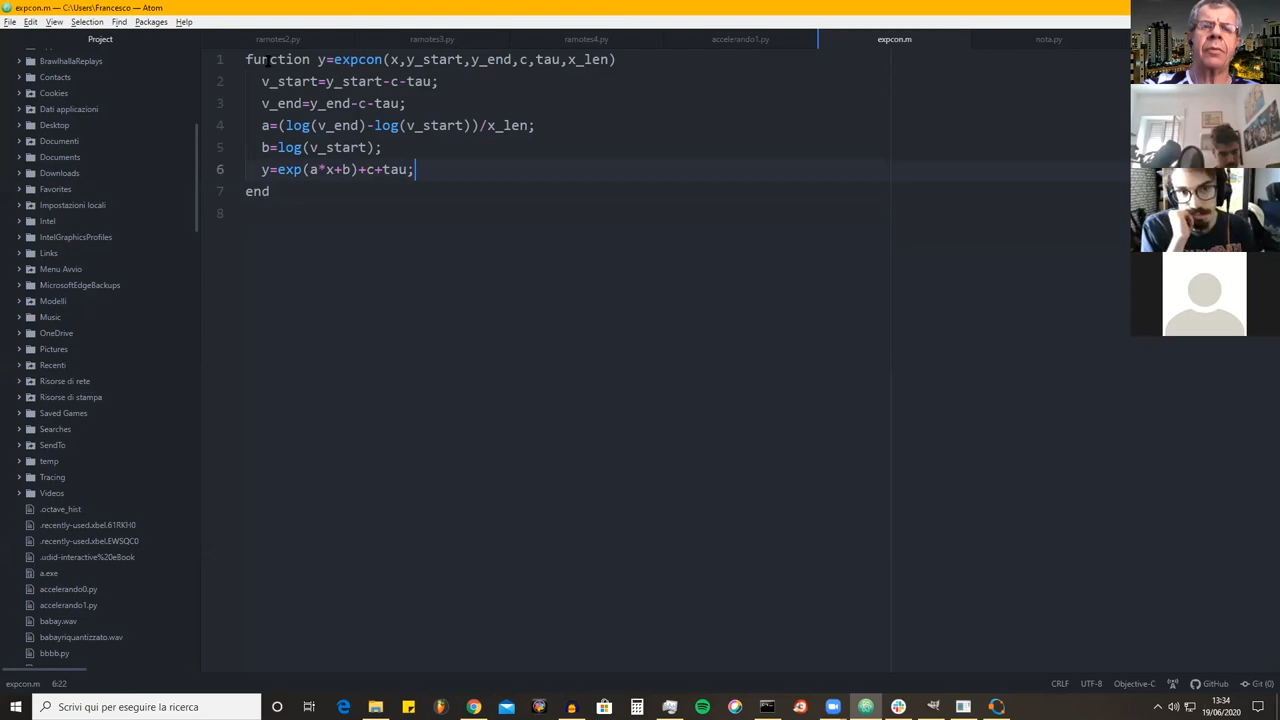 expcon.m — C:\Users\Francesco — Atom
File Edit View Selection Find Packages Help
Project
ramotes2.py ramotes3.py ramotes4.py accelerando1.py expcon.m nota.py
BrawlhallaReplays
Contacts
Cookies
Dati applicazioni
Desktop
Documenti
Documents
Downloads
Favorites
Impostazioni locali
Intel
IntelGraphicsProfiles
Links
Menu Avvio
MicrosoftEdgeBackups
Modelli
Music
OneDrive
Pictures
Recenti
Risorse di rete
Risorse di stampa
Saved Games
Searches
SendTo
temp
Tracing
Videos
.octave_hist
.recently-used.xbel.61RKH0
.recently-used.xbel.EWSQC0
.udid-interactive%20eBook
a.exe
accelerando0.py
accelerando1.py
babay.wav
babayriquantizzato.wav
bbbb.py
1 function y=expcon(x,y_start,y_end,c,tau,x_len)
2 v_start=y_start-c-tau;
3 v_end=y_end-c-tau;
4 a=(log(v_end)-log(v_start))/x_len;
5 b=log(v_start);
6 y=exp(a*x+b)+c+tau;
7 end
8
expcon.m 6:22 CRLF UTF-8 Objective-C GitHub Git (0)
Scrivi qui per eseguire la ricerca
13:34
19/06/2020